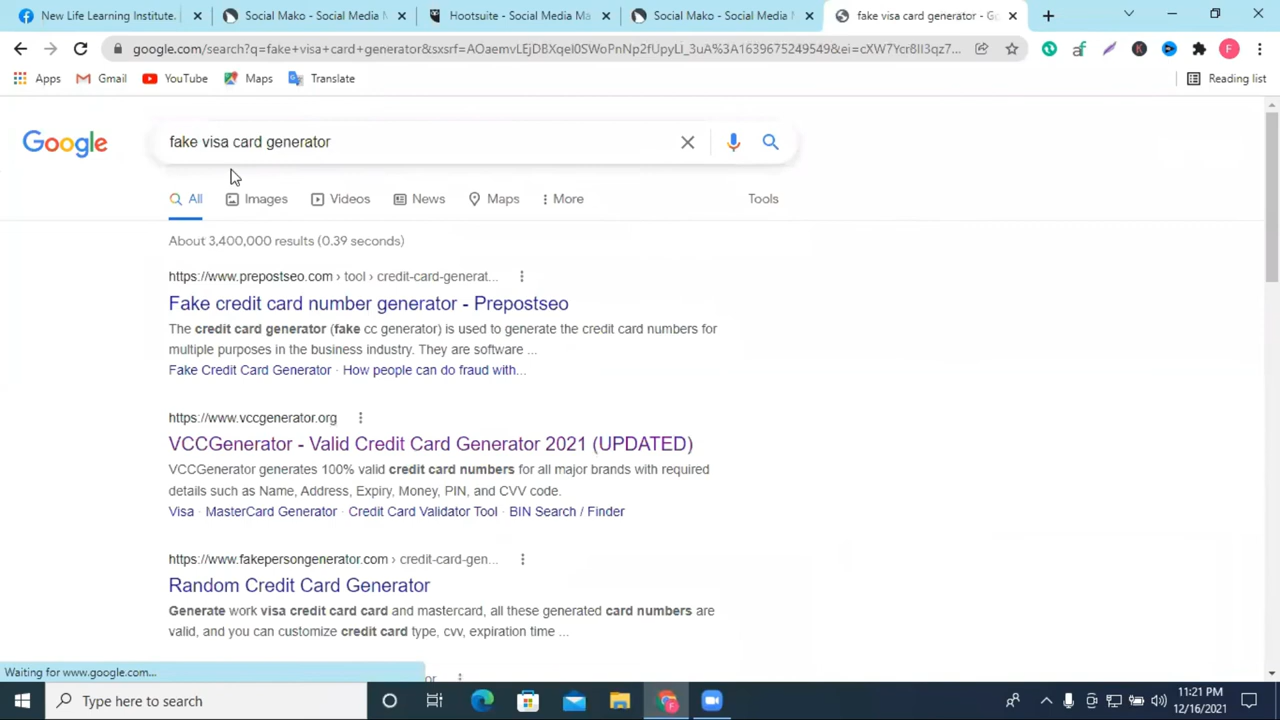 New Life Learning Institute.
Social Mako - Social Media M
Hootsuite - Social Media Ma
Social Mako - Social Media M
fake visa card generator - Go
google.com/search?q=fake+visa+card+generator&sxsrf=AOaemvLEjDBXqeI0SWoPnNp2fUpyLl_3uA%3A1639675249549&ei=cXW7Ycr8II3qz7...
Apps
Gmail
YouTube
Maps
Translate
Reading list
Google
fake visa card generator
All
Images
Videos
News
Maps
More
Tools
About 3,400,000 results (0.39 seconds)
https://www.prepostseo.com › tool › credit-card-generat...
Fake credit card number generator - Prepostseo
The credit card generator (fake cc generator) is used to generate the credit card numbers for
multiple purposes in the business industry. They are software ...
Fake Credit Card Generator · How people can do fraud with...
https://www.vccgenerator.org
VCCGenerator - Valid Credit Card Generator 2021 (UPDATED)
VCCGenerator generates 100% valid credit card numbers for all major brands with required
details such as Name, Address, Expiry, Money, PIN, and CVV code.
Visa · MasterCard Generator · Credit Card Validator Tool · BIN Search / Finder
https://www.fakepersongenerator.com › credit-card-gen...
Random Credit Card Generator
Generate work visa credit card card and mastercard, all these generated card numbers are
valid, and you can customize credit card type, cvv, expiration time ...
Waiting for www.google.com...
Type here to search
11:21 PM
12/16/2021